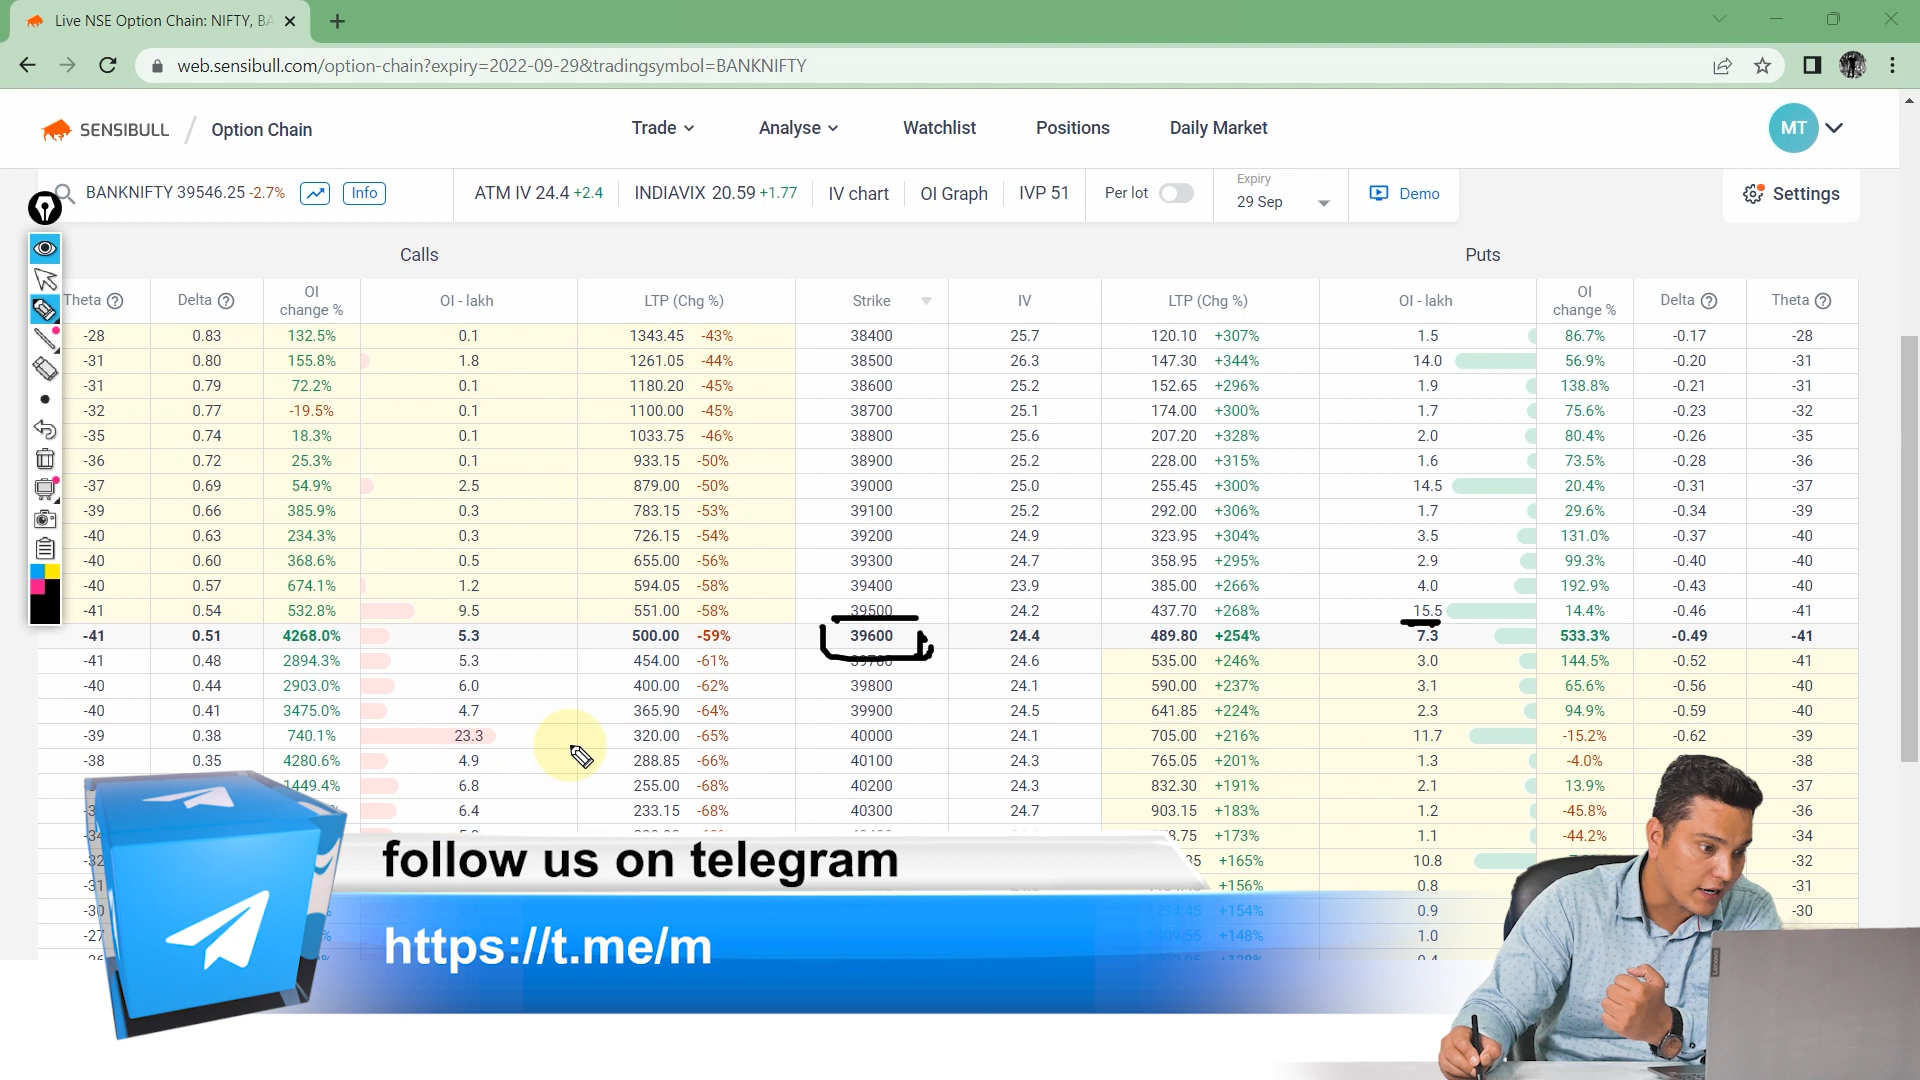 Live NSE Option Chain: NIFTY, BA
web.sensibull.com/option-chain?expiry=2022-09-29&tradingsymbol=BANKNIFTY
SENSIBULL / Option Chain Trade Analyse Watchlist Positions Daily Market MT
BANKNIFTY 39546.25 -2.7% Info ATM IV 24.4 +2.4 INDIAVIX 20.59 +1.77 IV chart OI Graph IVP 51 Per lot Expiry 29 Sep Demo Settings
Calls Puts
Theta Delta OI change % OI - lakh LTP (Chg %) Strike IV LTP (Chg %) OI - lakh OI change % Delta Theta
-28 0.83 132.5% 0.1 1343.45 -43% 38400 25.7 120.10 +307% 1.5 86.7% -0.17 -28
-31 0.80 155.8% 1.8 1261.05 -44% 38500 26.3 147.30 +344% 14.0 56.9% -0.20 -31
-31 0.79 72.2% 0.1 1180.20 -45% 38600 25.2 152.65 +296% 1.9 138.8% -0.21 -31
-32 0.77 -19.5% 0.1 1100.00 -45% 38700 25.1 174.00 +300% 1.7 75.6% -0.23 -32
-35 0.74 18.3% 0.1 1033.75 -46% 38800 25.6 207.20 +328% 2.0 80.4% -0.26 -35
-36 0.72 25.3% 0.1 933.15 -50% 38900 25.2 228.00 +315% 1.6 73.5% -0.28 -36
-37 0.69 54.9% 2.5 879.00 -50% 39000 25.0 255.45 +300% 14.5 20.4% -0.31 -37
-39 0.66 385.9% 0.3 783.15 -53% 39100 25.2 292.00 +306% 1.7 29.6% -0.34 -39
-40 0.63 234.3% 0.3 726.15 -54% 39200 24.9 323.95 +304% 3.5 131.0% -0.37 -40
-40 0.60 368.6% 0.5 655.00 -56% 39300 24.7 358.95 +295% 2.9 99.3% -0.40 -40
-40 0.57 674.1% 1.2 594.05 -58% 39400 23.9 385.00 +266% 4.0 192.9% -0.43 -40
-41 0.54 532.8% 9.5 551.00 -58% 39500 24.2 437.70 +268% 15.5 14.4% -0.46 -41
-41 0.51 4268.0% 5.3 500.00 -59% 39600 24.4 489.80 +254% 7.3 533.3% -0.49 -41
-41 0.48 2894.3% 5.3 454.00 -61% 39700 24.6 535.00 +246% 3.0 144.5% -0.52 -41
-40 0.44 2903.0% 6.0 400.00 -62% 39800 24.1 590.00 +237% 3.1 65.6% -0.56 -40
-40 0.41 3475.0% 4.7 365.90 -64% 39900 24.5 641.85 +224% 2.3 94.9% -0.59 -40
-39 0.38 740.1% 23.3 320.00 -65% 40000 24.1 705.00 +216% 11.7 -15.2% -0.62 -39
-38 0.35 4280.6% 4.9 288.85 -66% 40100 24.3 765.05 +201% 1.3 -4.0% -38
1449.4% 6.8 255.00 -68% 40200 24.3 832.30 +191% 2.1 13.9% -37
6.4 233.15 -68% 40300 24.7 903.15 +183% 1.2 -45.8% -36
-34 +173% 1.1 -44.2% -34
-32 +165% 10.8 -32
-31 +156% 0.8 -31
-30 +154% 0.9 -30
-27 +148% 1.0
follow us on telegram
https://t.me/m
Lenovo